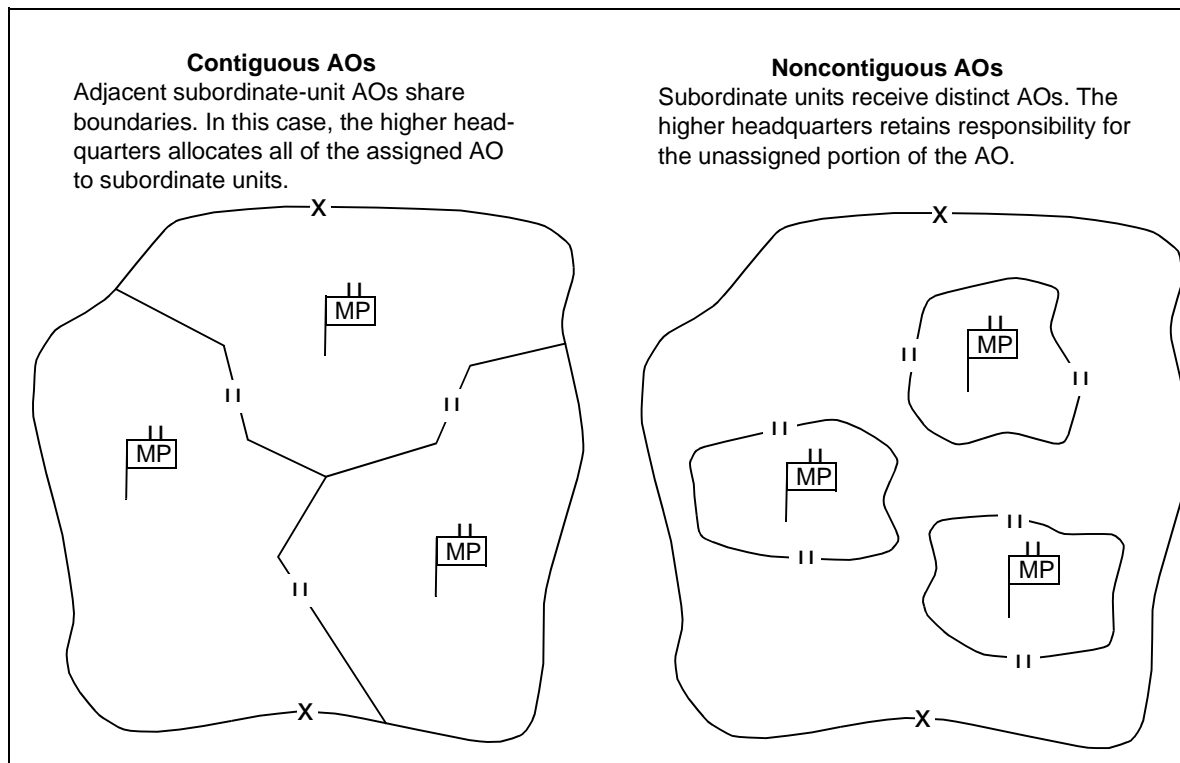 Contiguous AOs
Adjacent subordinate-unit AOs share
boundaries. In this case, the higher head-
quarters allocates all of the assigned AO
to subordinate units.
X
II
MP
II
II
II
MP
II
MP
II
X
Noncontiguous AOs
Subordinate units receive distinct AOs. The
higher headquarters retains responsibility for
the unassigned portion of the AO.
X
II
MP
II
II
II
II
MP
II
II
II
MP
II
X